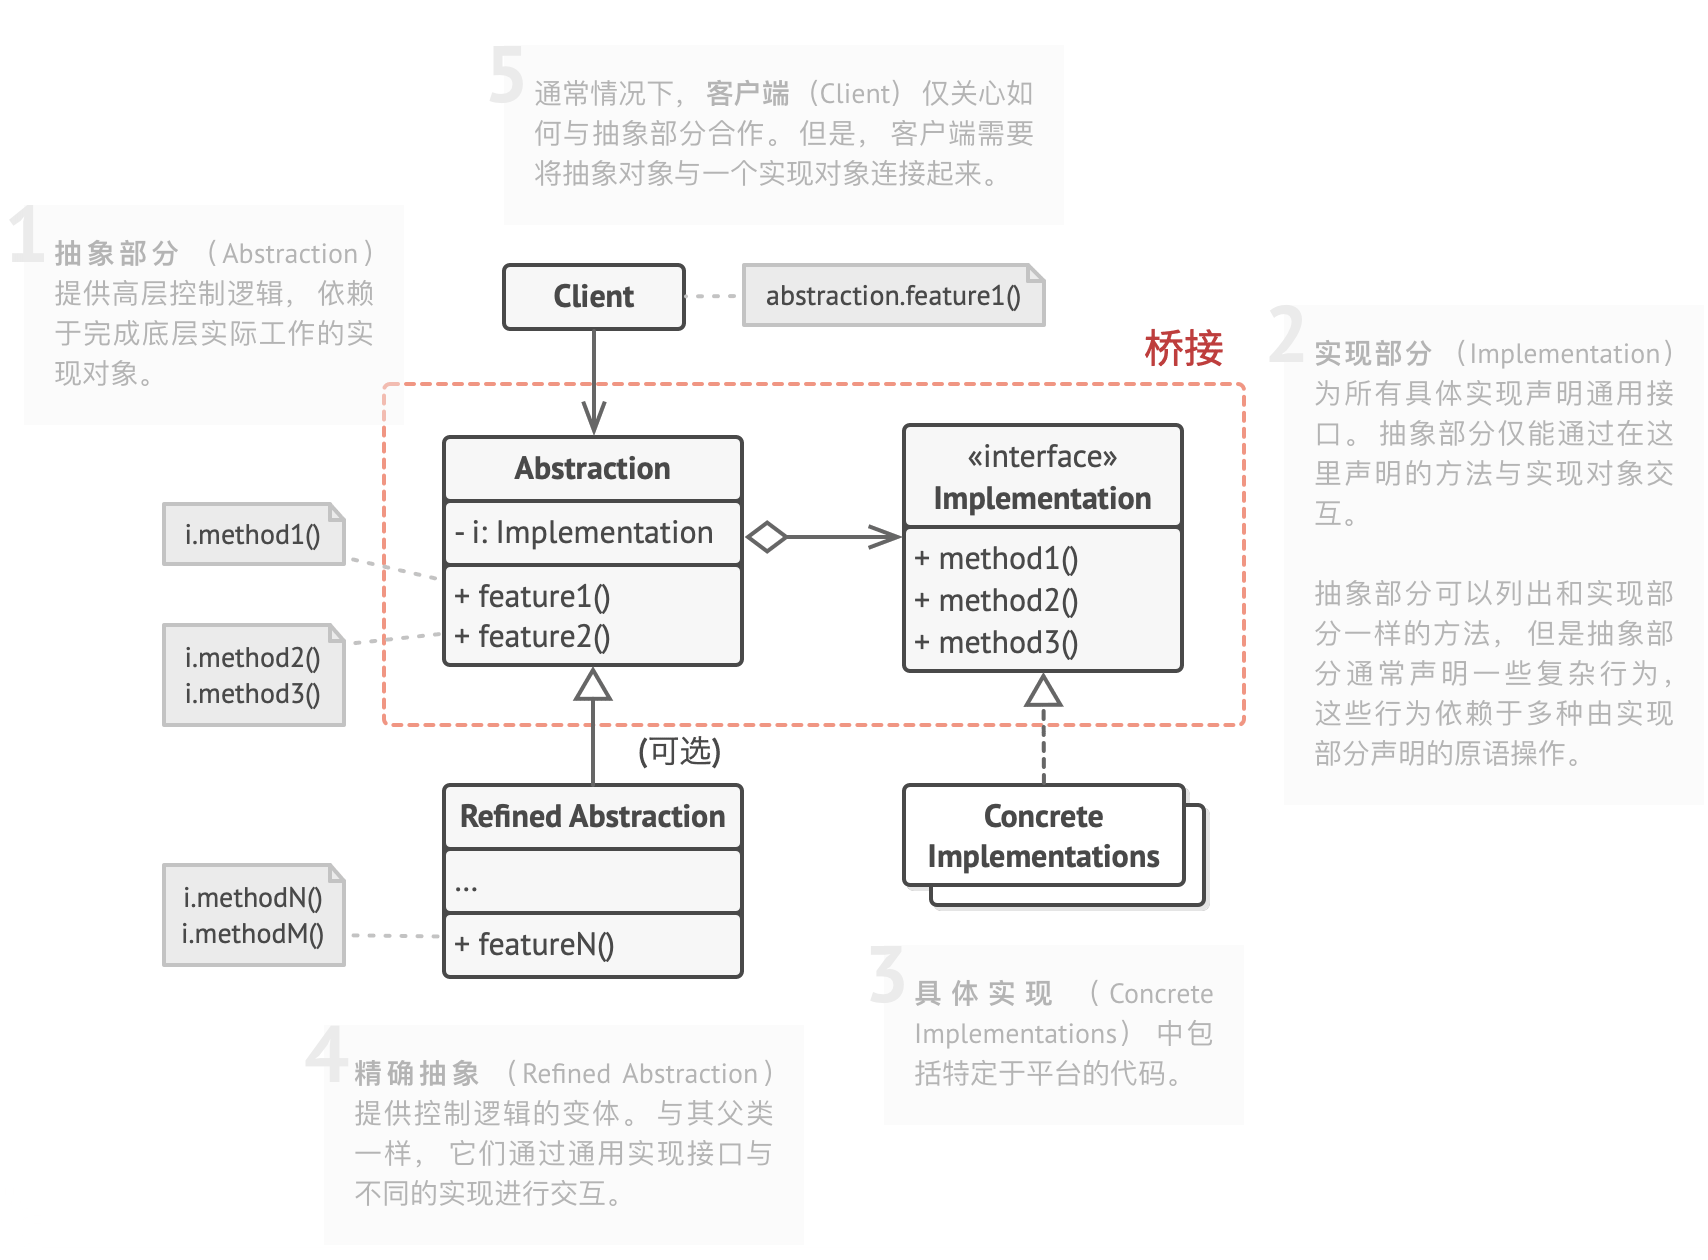 5
通常情况下， 客户端 （Client） 仅关心如
何与抽象部分合作。 但是， 客户端需要
将抽象对象与一个实现对象连接起来。
1
抽象部分 （Abstraction）
提供高层控制逻辑， 依赖
于完成底层实际工作的实
现对象。
Client
abstraction.feature1()
桥接
2
实现部分 （Implementation）
为所有具体实现声明通用接
口。 抽象部分仅能通过在这
里声明的方法与实现对象交
互。
抽象部分可以列出和实现部
分一样的方法， 但是抽象部
分通常声明一些复杂行为，
这些行为依赖于多种由实现
部分声明的原语操作。
Abstraction
- i: Implementation
+ feature1()
+ feature2()
«interface»
Implementation
+ method1()
+ method2()
+ method3()
i.method1()
i.method2()
i.method3()
(可选)
Refined Abstraction
...
+ featureN()
Concrete
Implementations
i.methodN()
i.methodM()
3
具体实现 （Concrete
Implementations） 中包
括特定于平台的代码。
4
精确抽象 （Refined Abstraction）
提供控制逻辑的变体。 与其父类
一样， 它们通过通用实现接口与
不同的实现进行交互。